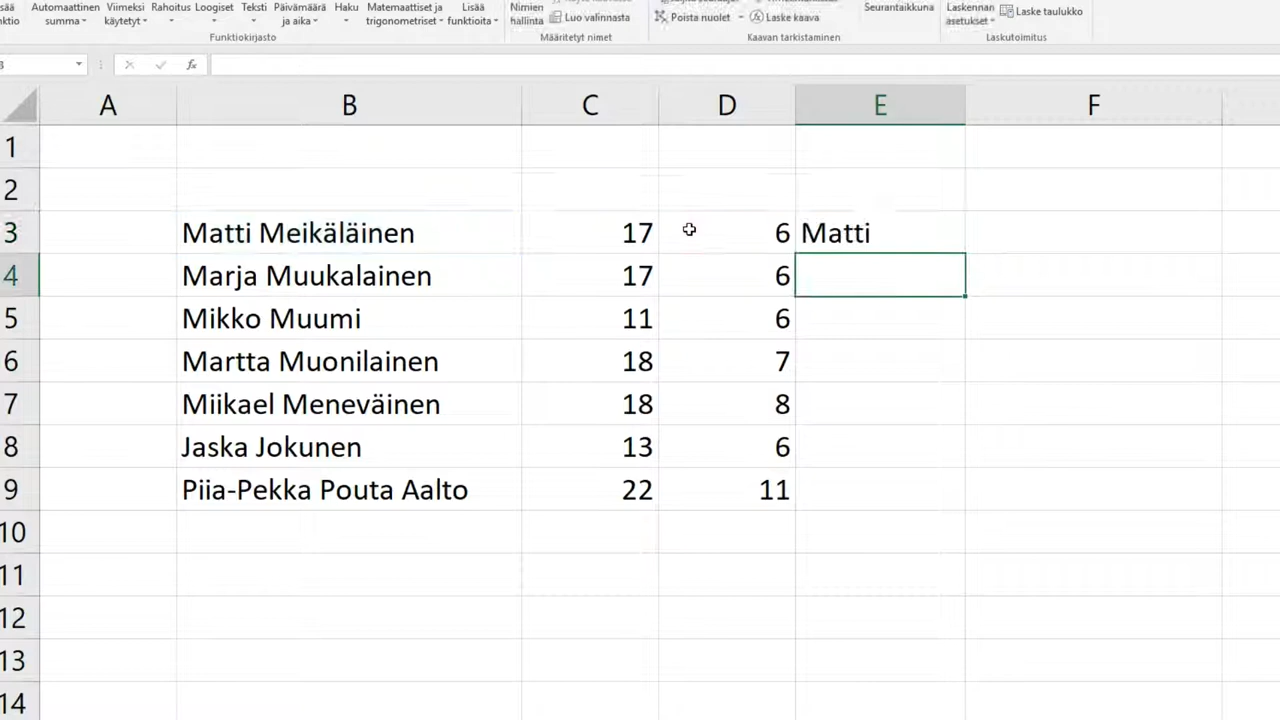 Automaattinen Viimeksi Rahoitus Loogiset Teksti Päivämäärä Haku Matemaattiset ja Lisää
summa käytetyt ja aika trigonometriset funktioita
Funktiokirjasto
Nimien
hallinta
Luo valinnasta
Määritetyt nimet
Poista nuolet Laske kaava
Kaavan tarkistaminen
Seurantaikkuna
Laskennan
asetukset
Laske taulukko
Laskutoimitus
fx
A B C D E F
1
2
3 Matti Meikäläinen 17 6 Matti
4 Marja Muukalainen 17 6
5 Mikko Muumi 11 6
6 Martta Muonilainen 18 7
7 Miikael Meneväinen 18 8
8 Jaska Jokunen 13 6
9 Piia-Pekka Pouta Aalto 22 11
10
11
12
13
14